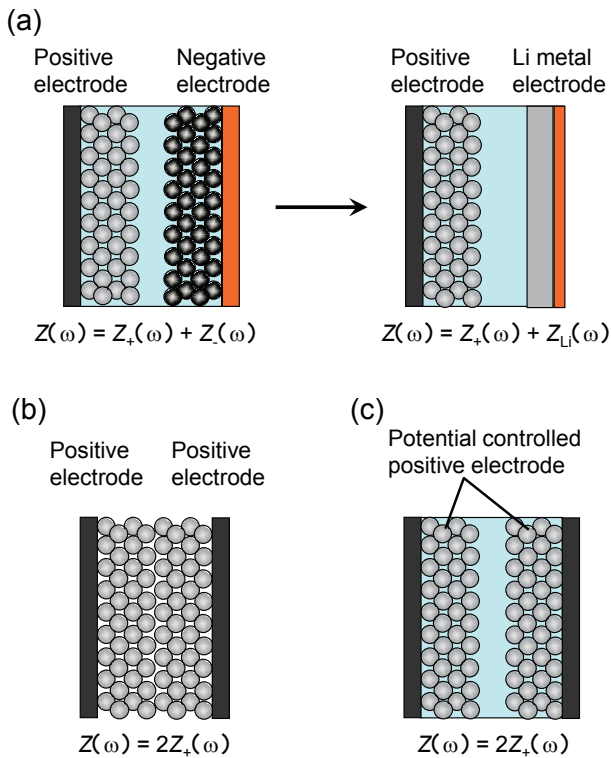 (a)
Positive
electrode
Negative
electrode
Positive
electrode
Li metal
electrode
Z(ω) = Z₊(ω) + Z₋(ω)
Z(ω) = Z₊(ω) + Z_Li(ω)
(b)
Positive
electrode
Positive
electrode
Z(ω) = 2Z₊(ω)
(c)
Potential controlled
positive electrode
Z(ω) = 2Z₊(ω)